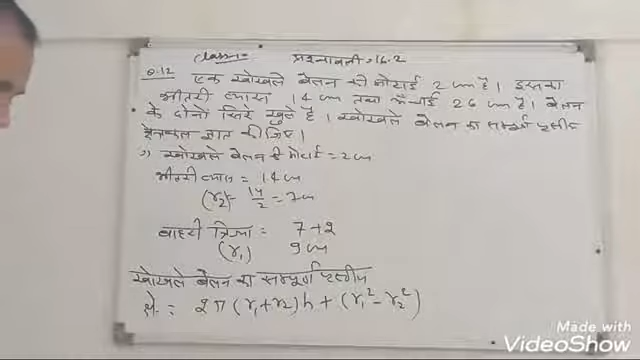 Class:- प्रश्नावली :16.2
Q.12 एक खोखले बेलन की मोटाई 2 cm है। इसका
भीतरी व्यास 14 cm तथा ऊँचाई 26 cm है। बेलन
के दोनों सिरे खुले है। खोखले बेलन का सम्पूर्ण पृष्ठीय
क्षेत्रफल ज्ञात कीजिए।
खोखले बेलन की मोटाई = 2 cm
भीतरी व्यास = 14 cm
(r₂) = 14/2 = 7 cm
बाहरी त्रिज्या = 7+2
(r₁) 9 cm
खोखले बेलन का सम्पूर्ण पृष्ठीय
क्षे. = 2π(r₁+r₂)h + (r₁² - r₂²)
Made with
VideoShow